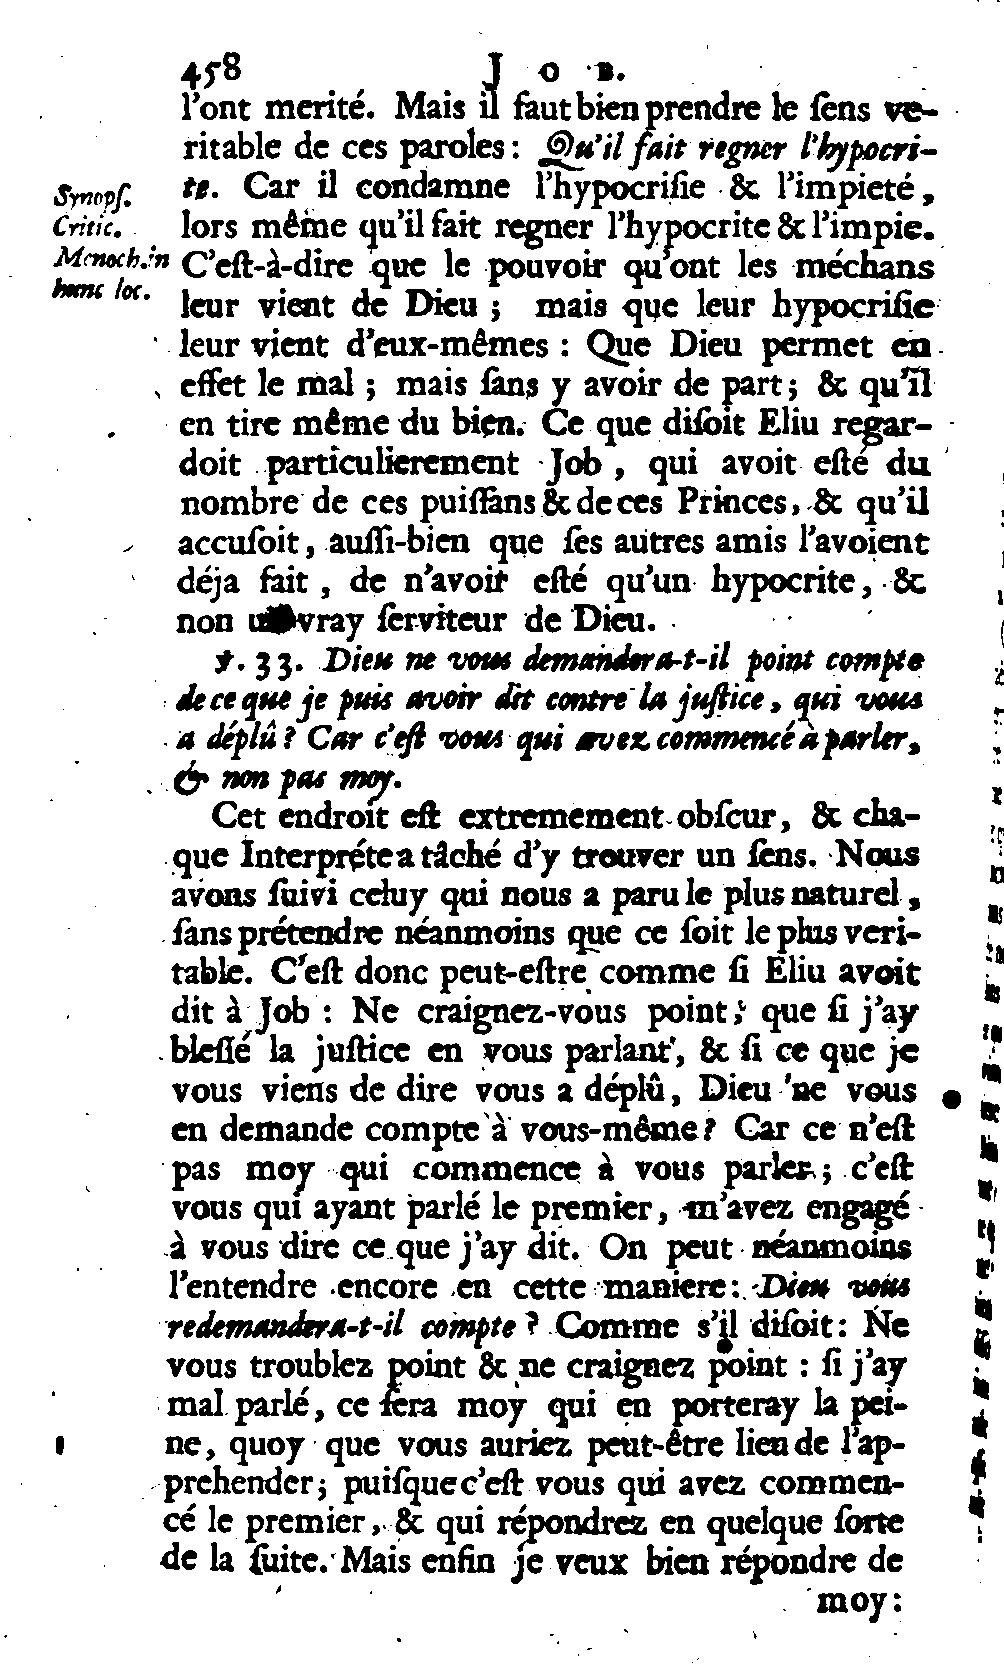 458 JOB.
l'ont merité. Mais il faut bien prendre le ſens ve-
ritable de ces paroles : Qu'il fait regner l'hypocri-
te. Car il condamne l'hypocriſie & l'impieté,
lors même qu'il fait regner l'hypocrite & l'impie.
C'eſt-à-dire que le pouvoir qu'ont les méchans
leur vient de Dieu ; mais que leur hypocriſie
leur vient d'eux-mêmes : Que Dieu permet en
effet le mal ; mais ſans y avoir de part ; & qu'il
en tire même du bien. Ce que diſoit Eliu regar-
doit particulierement Job , qui avoit eſté du
nombre de ces puiſſans & de ces Princes, & qu'il
accuſoit, auſſi-bien que ſes autres amis l'avoient
déja fait , de n'avoir eſté qu'un hypocrite, &
non vray ſerviteur de Dieu.
Synopſ.
Critic.
Menoch. in
hunc loc.
℣. 33. Dieu ne vous demandera-t-il point compte
de ce que je puis avoir dit contre la juſtice, qui vous
a déplû ? Car c'eſt vous qui avez commencé à parler,
& non pas moy.
Cet endroit eſt extremement obſcur, & cha-
que Interpréte a tâché d'y trouver un ſens. Nous
avons ſuivi celuy qui nous a paru le plus naturel,
ſans prétendre néanmoins que ce ſoit le plus veri-
table. C'eſt donc peut-eſtre comme ſi Eliu avoit
dit à Job : Ne craignez-vous point, que ſi j'ay
bleſſé la juſtice en vous parlant, & ſi ce que je
vous viens de dire vous a déplû, Dieu ne vous
en demande compte à vous-même ? Car ce n'eſt
pas moy qui commence à vous parler ; c'eſt
vous qui ayant parlé le premier, m'avez engagé
à vous dire ce que j'ay dit. On peut néanmoins
l'entendre encore en cette maniere : Dieu vous
redemandera-t-il compte ? Comme s'il diſoit : Ne
vous troublez point & ne craignez point : ſi j'ay
mal parlé, ce ſera moy qui en porteray la pei-
ne, quoy que vous auriez peut-être lieu de l'ap-
prehender ; puiſque c'eſt vous qui avez commen-
cé le premier, & qui répondrez en quelque ſorte
de la ſuite. Mais enfin je veux bien répondre de
moy :